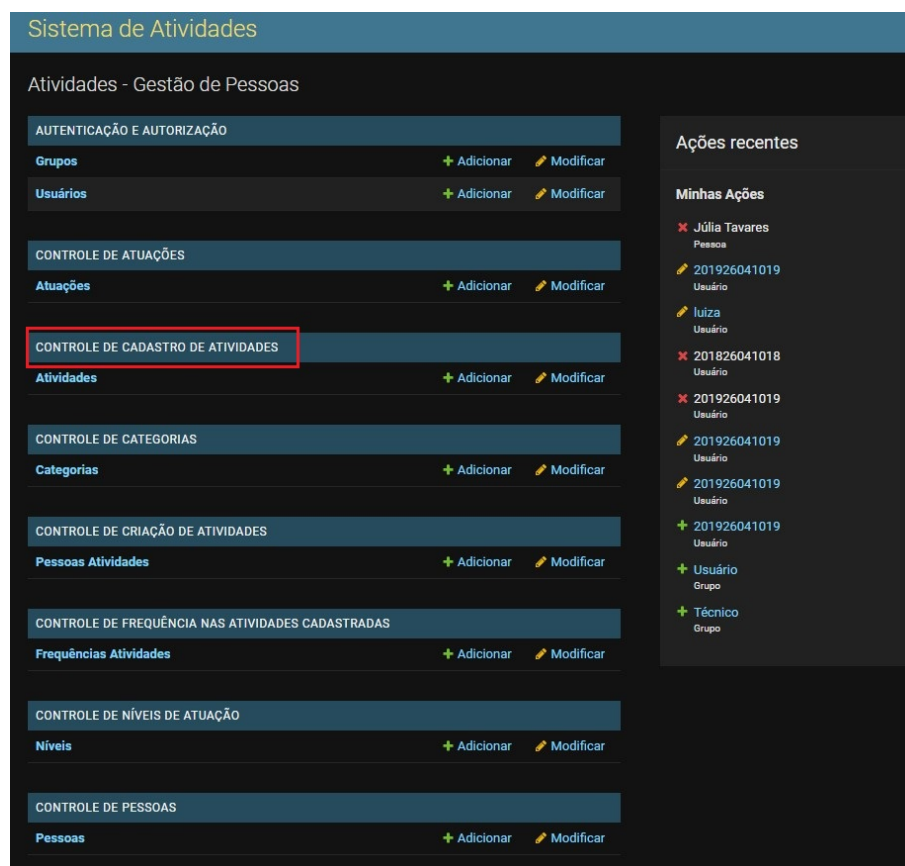 Sistema de Atividades
Atividades - Gestão de Pessoas
AUTENTICAÇÃO E AUTORIZAÇÃO
Grupos Adicionar Modificar
Usuários Adicionar Modificar
CONTROLE DE ATUAÇÕES
Atuações Adicionar Modificar
CONTROLE DE CADASTRO DE ATIVIDADES
Atividades Adicionar Modificar
CONTROLE DE CATEGORIAS
Categorias Adicionar Modificar
CONTROLE DE CRIAÇÃO DE ATIVIDADES
Pessoas Atividades Adicionar Modificar
CONTROLE DE FREQUÊNCIA NAS ATIVIDADES CADASTRADAS
Frequências Atividades Adicionar Modificar
CONTROLE DE NÍVEIS DE ATUAÇÃO
Níveis Adicionar Modificar
CONTROLE DE PESSOAS
Pessoas Adicionar Modificar
Ações recentes
Minhas Ações
Júlia Tavares
Pessoa
201926041019
Usuário
luiza
Usuário
201826041018
Usuário
201926041019
Usuário
201926041019
Usuário
201926041019
Usuário
201926041019
Usuário
Usuário
Grupo
Técnico
Grupo